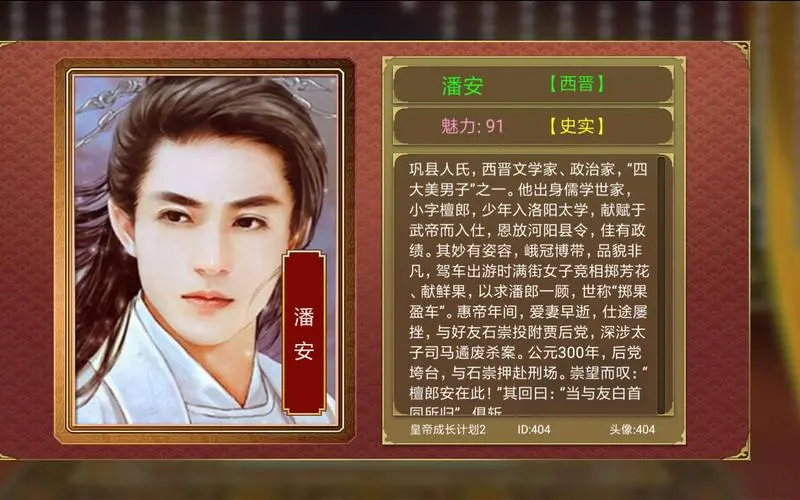 潘安
潘安
【西晋】
魅力: 91
【史实】
巩县人氏，西晋文学家、政治家，“四
大美男子”之一。他出身儒学世家，
小字檀郎，少年入洛阳太学，献赋于
武帝而入仕，恩放河阳县令，佳有政
绩。其妙有姿容，峨冠博带，品貌非
凡，驾车出游时满街女子竞相掷芳花
、献鲜果，以求潘郎一顾，世称“掷果
盈车”。惠帝年间，爱妻早逝，仕途屡
挫，与好友石崇投附贾后党，深涉太
子司马遹废杀案。公元300年，后党
垮台，与石崇押赴刑场。崇望而叹：“
檀郎安在此！”其回曰：“当与友白首
同所归”，俱斩
皇帝成长计划2
ID:404
头像:404